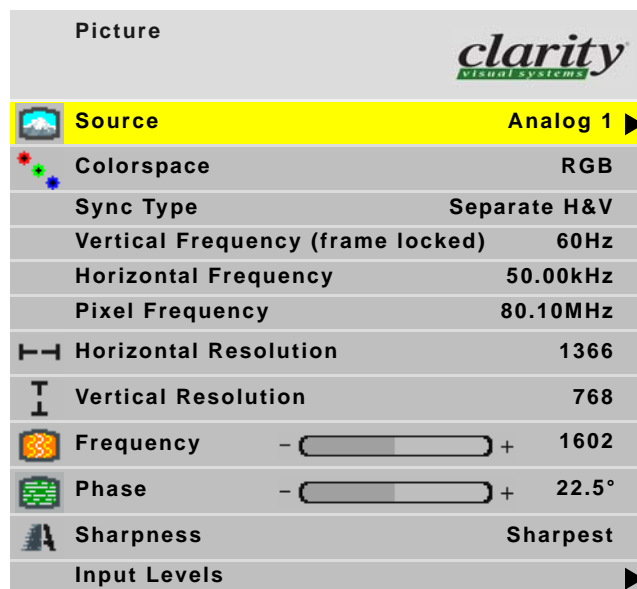 Picture
clarity
visual systems
Source Analog 1
Colorspace RGB
Sync Type Separate H&V
Vertical Frequency (frame locked) 60Hz
Horizontal Frequency 50.00kHz
Pixel Frequency 80.10MHz
Horizontal Resolution 1366
Vertical Resolution 768
Frequency - + 1602
Phase - + 22.5°
Sharpness Sharpest
Input Levels